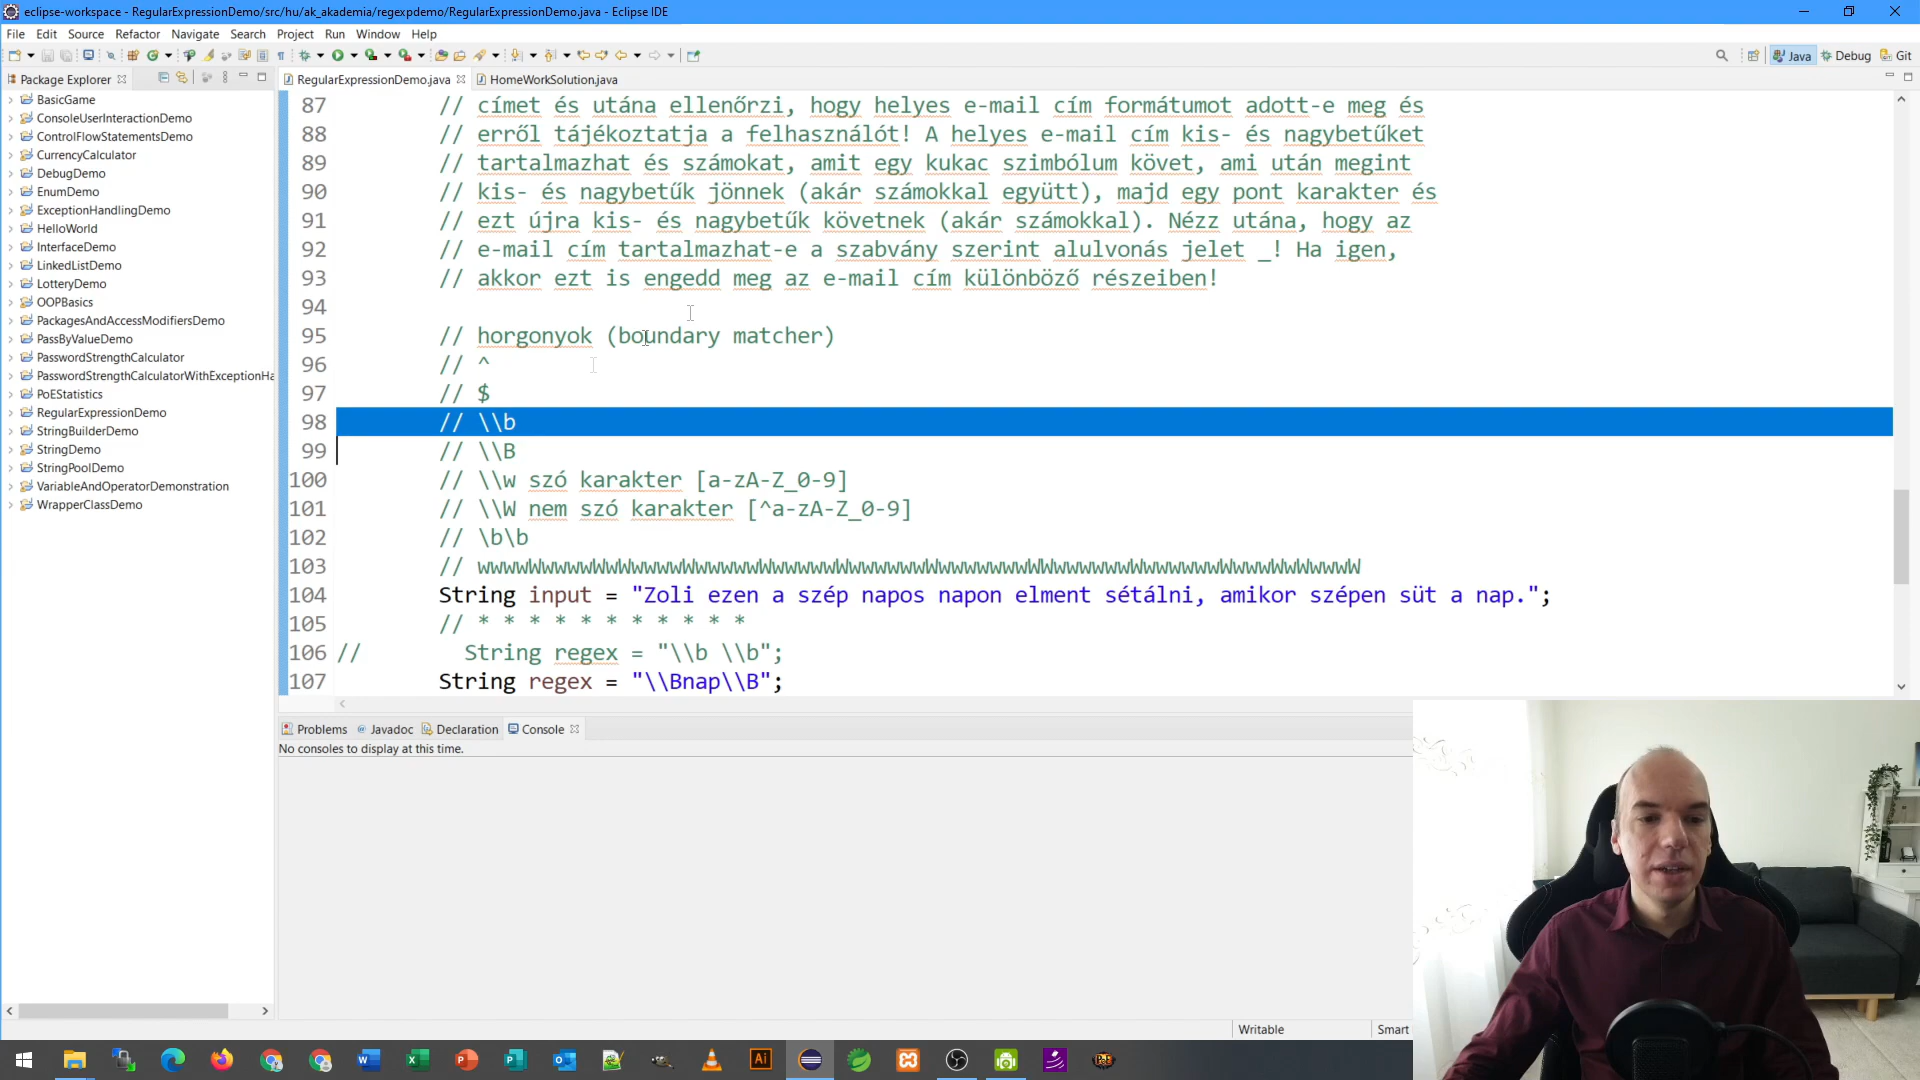 eclipse-workspace - RegularExpressionDemo/src/hu/ak_akademia/regexpdemo/RegularExpressionDemo.java - Eclipse IDE
File Edit Source Refactor Navigate Search Project Run Window Help
Java Debug Git
Package Explorer
RegularExpressionDemo.java HomeWorkSolution.java
BasicGame
ConsoleUserInteractionDemo
ControlFlowStatementsDemo
CurrencyCalculator
DebugDemo
EnumDemo
ExceptionHandlingDemo
HelloWorld
InterfaceDemo
LinkedListDemo
LotteryDemo
OOPBasics
PackagesAndAccessModifiersDemo
PassByValueDemo
PasswordStrengthCalculator
PasswordStrengthCalculatorWithExceptionHa
PoEStatistics
RegularExpressionDemo
StringBuilderDemo
StringDemo
StringPoolDemo
VariableAndOperatorDemonstration
WrapperClassDemo
87 // címet és utána ellenőrzi, hogy helyes e-mail cím formátumot adott-e meg és
88 // erről tájékoztatja a felhasználót! A helyes e-mail cím kis- és nagybetűket
89 // tartalmazhat és számokat, amit egy kukac szimbólum követ, ami után megint
90 // kis- és nagybetűk jönnek (akár számokkal együtt), majd egy pont karakter és
91 // ezt újra kis- és nagybetűk követnek (akár számokkal). Nézz utána, hogy az
92 // e-mail cím tartalmazhat-e a szabvány szerint alulvonás jelet _! Ha igen,
93 // akkor ezt is engedd meg az e-mail cím különböző részeiben!
94
95 // horgonyok (boundary matcher)
96 // ^
97 // $
98 // \\b
99 // \\B
100 // \\w szó karakter [a-zA-Z_0-9]
101 // \\W nem szó karakter [^a-zA-Z_0-9]
102 // \b\b
103 //
104 String input = "Zoli ezen a szép napos napon elment sétálni, amikor szépen süt a nap.";
105 // * * * * * * * * * * *
106 // String regex = "\\b \\b";
107 String regex = "\\Bnap\\B";
Problems Javadoc Declaration Console
No consoles to display at this time.
Writable Smart